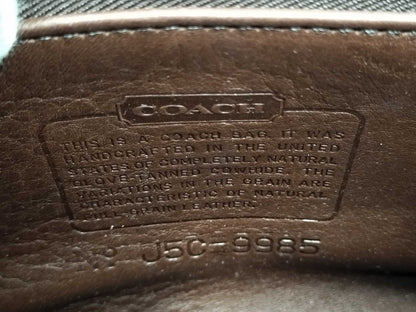 COACH
THIS IS A COACH BAG. IT WAS
HANDCRAFTED IN THE UNITED
STATES OF COMPLETELY NATURAL
GLOVE-TANNED COWHIDE. THE
VARIATIONS IN THE GRAIN ARE
CHARACTERISTIC OF NATURAL
FULL-GRAIN LEATHER.
Nº J5C-9985